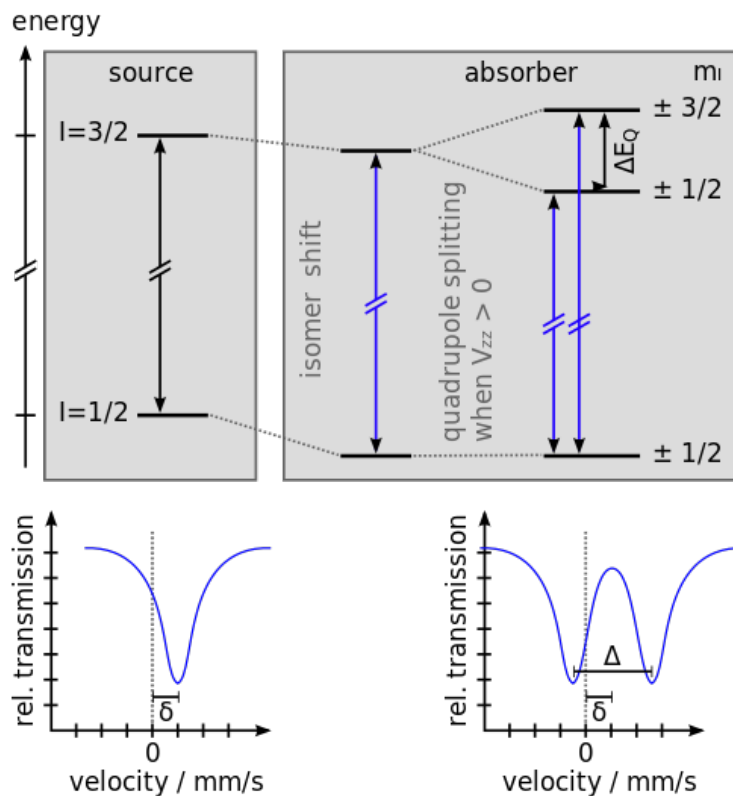 energy
source
absorber
mI
I=3/2
± 3/2
ΔEQ
± 1/2
isomer shift
quadrupole splitting
when Vzz > 0
I=1/2
± 1/2
rel. transmission
δ
0
velocity / mm/s
rel. transmission
Δ
δ
0
velocity / mm/s